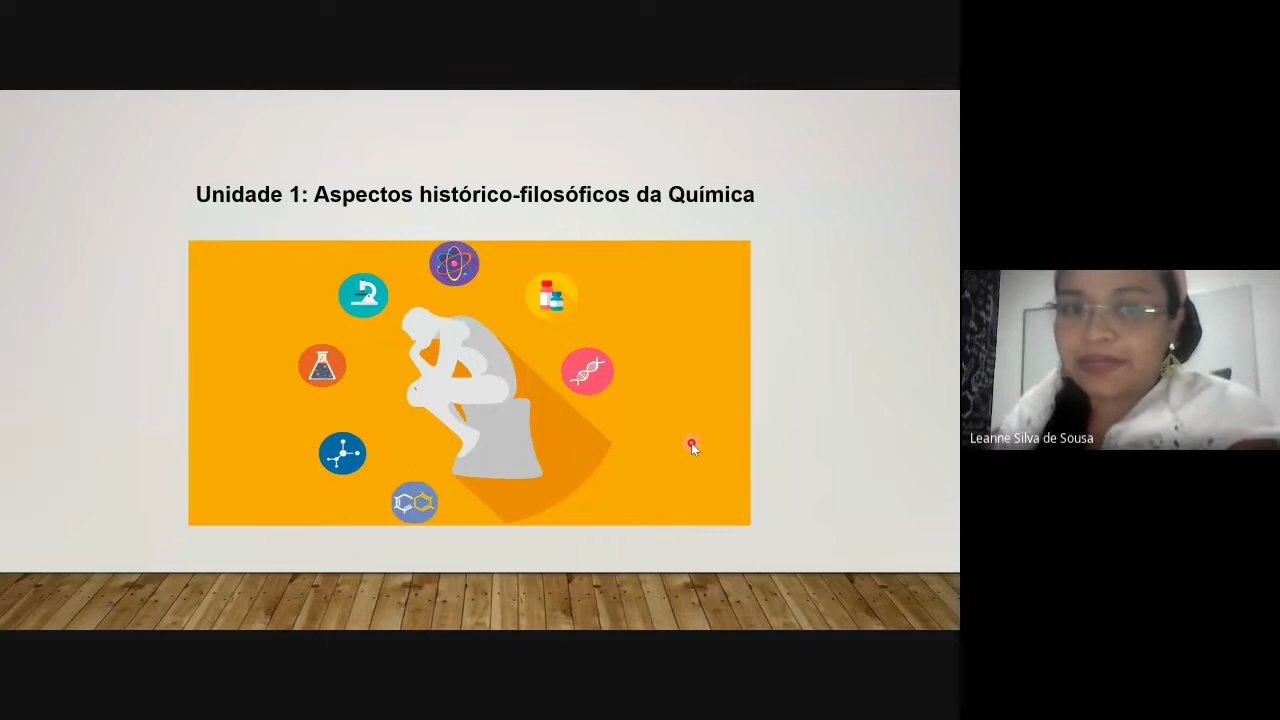 Unidade 1: Aspectos histórico-filosóficos da Química
Leanne Silva de Sousa